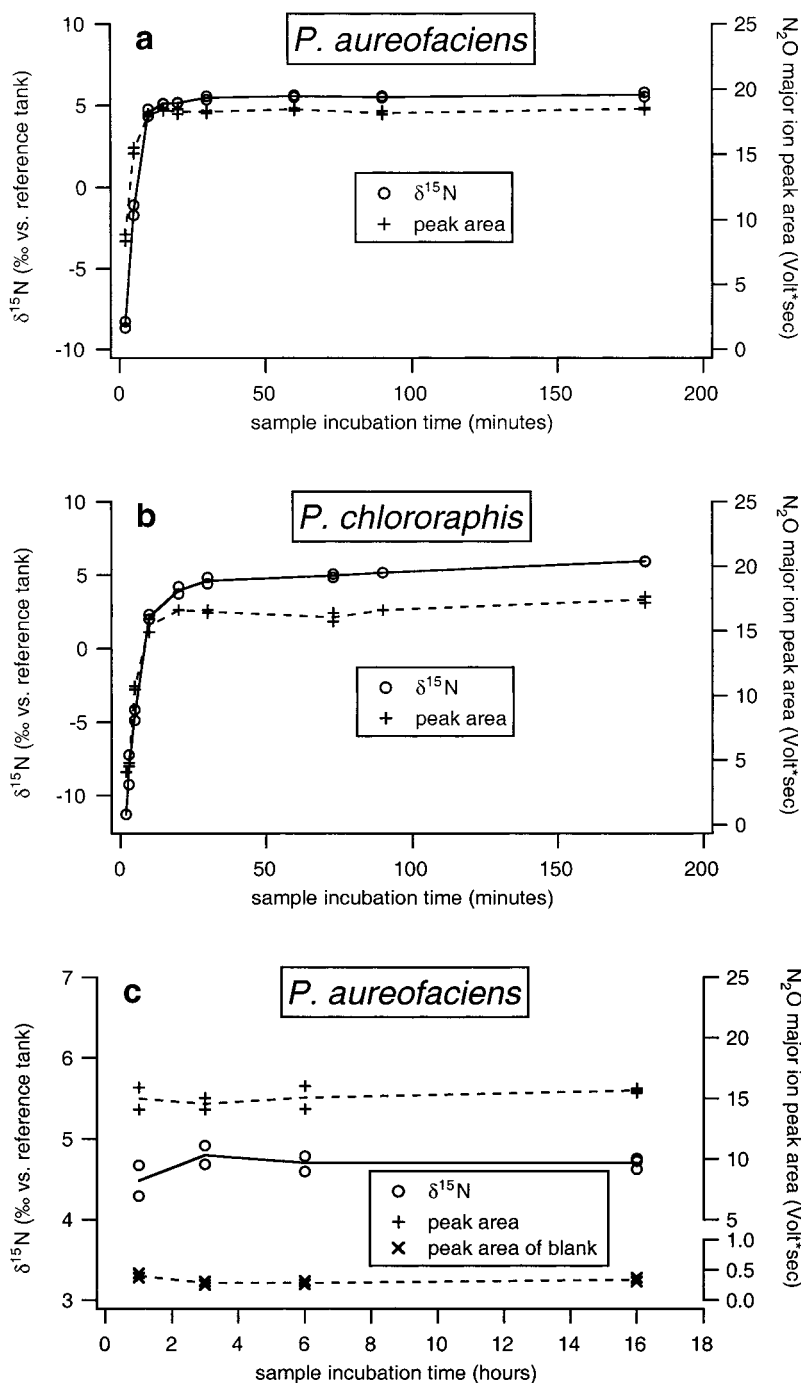 a
P. aureofaciens
10
5
0
-5
-10
δ15N (‰ vs. reference tank)
δ15N
peak area
25
20
15
10
5
0
N2O major ion peak area (Volt*sec)
0
50
100
150
200
sample incubation time (minutes)
b
P. chlororaphis
10
5
0
-5
-10
δ15N (‰ vs. reference tank)
δ15N
peak area
25
20
15
10
5
0
N2O major ion peak area (Volt*sec)
0
50
100
150
200
sample incubation time (minutes)
c
P. aureofaciens
7
6
5
4
3
δ15N (‰ vs. reference tank)
δ15N
peak area
peak area of blank
25
20
15
10
5
1.0
0.5
0.0
N2O major ion peak area (Volt*sec)
0
2
4
6
8
10
12
14
16
18
sample incubation time (hours)